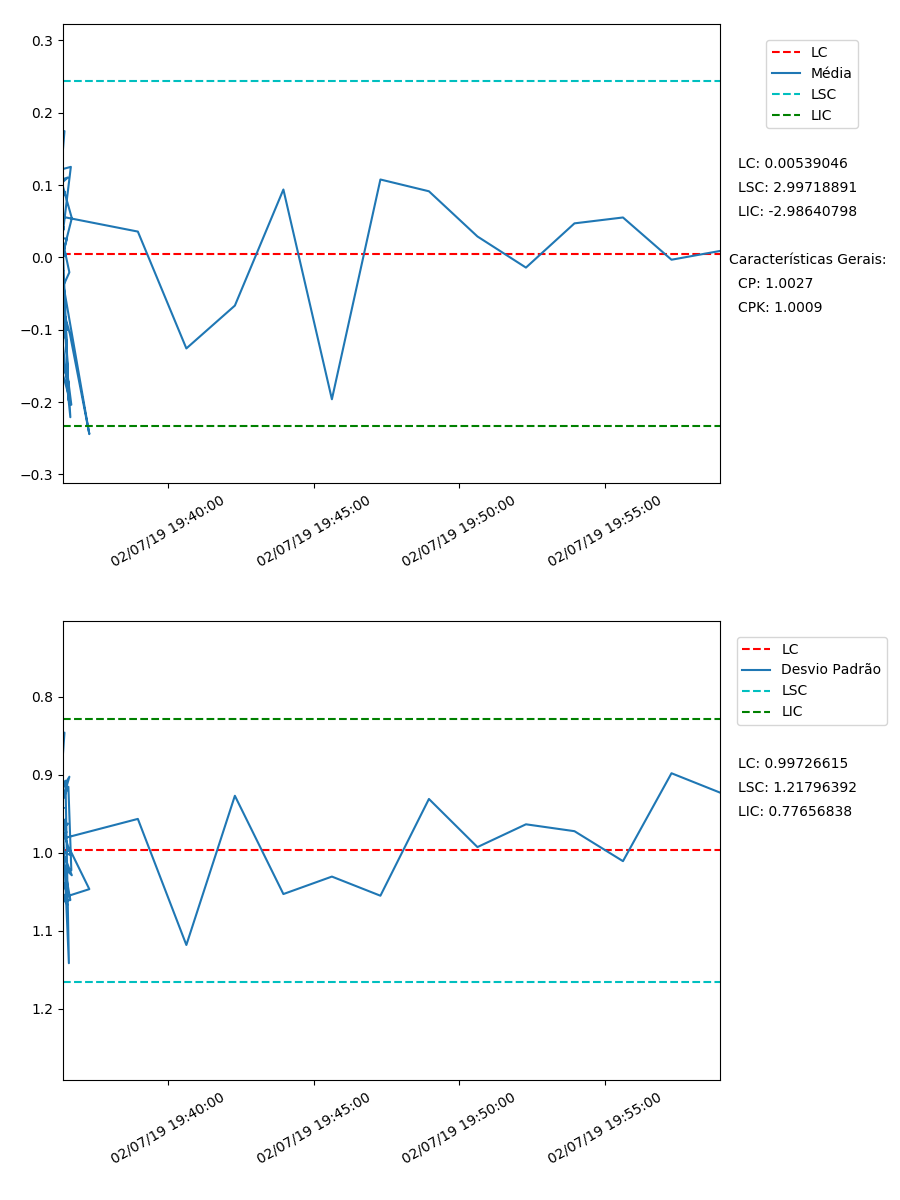 0.3
0.2
0.1
0.0
−0.1
−0.2
−0.3
02/07/19 19:40:00
02/07/19 19:45:00
02/07/19 19:50:00
02/07/19 19:55:00
LC
Média
LSC
LIC
LC: 0.00539046
LSC: 2.99718891
LIC: -2.98640798
Características Gerais:
CP: 1.0027
CPK: 1.0009
0.8
0.9
1.0
1.1
1.2
02/07/19 19:40:00
02/07/19 19:45:00
02/07/19 19:50:00
02/07/19 19:55:00
LC
Desvio Padrão
LSC
LIC
LC: 0.99726615
LSC: 1.21796392
LIC: 0.77656838